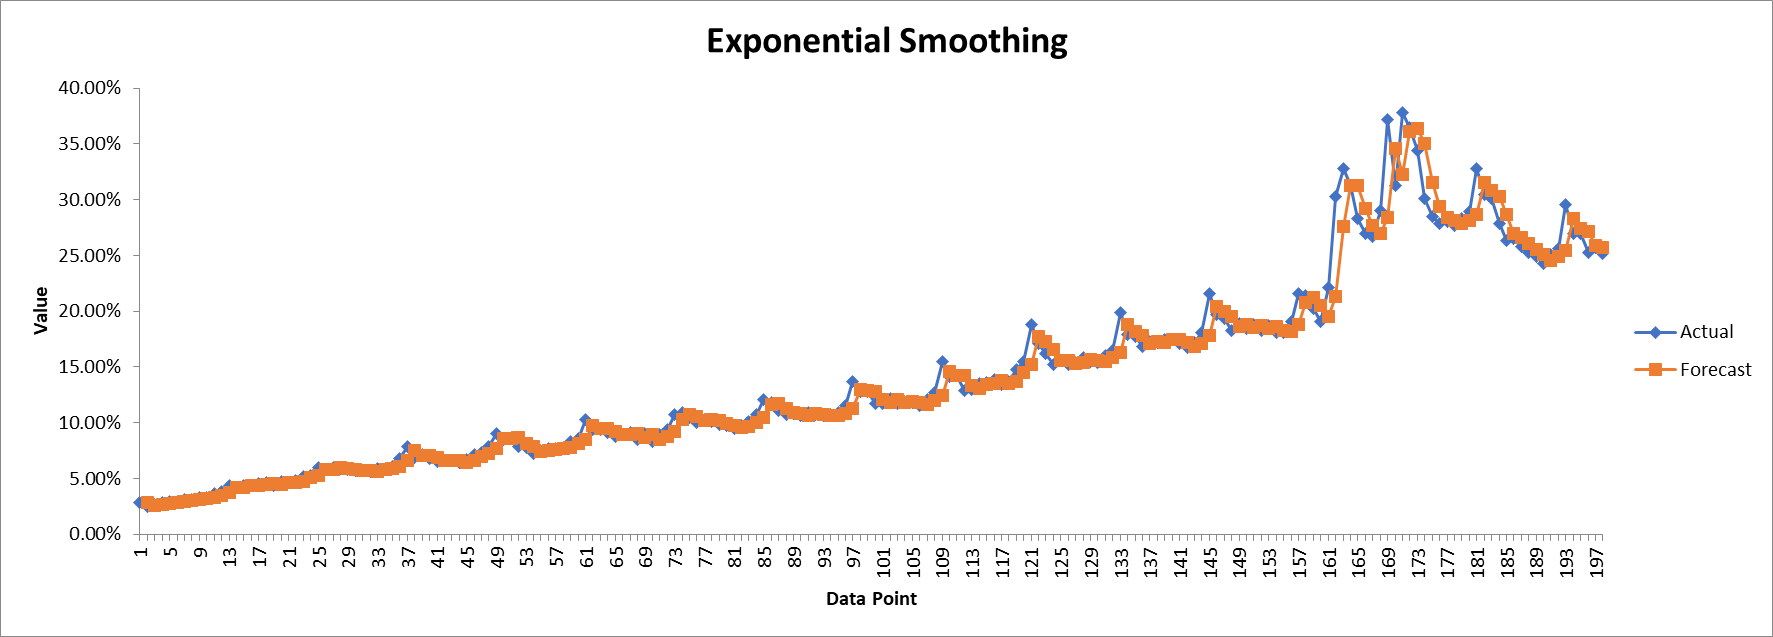 Exponential Smoothing
40.00%
35.00%
30.00%
25.00%
20.00%
15.00%
10.00%
5.00%
0.00%
Value
1 5 9 13 17 21 25 29 33 37 41 45 49 53 57 61 65 69 73 77 81 85 89 93 97 101 105 109 113 117 121 125 129 133 137 141 145 149 153 157 161 165 169 173 177 181 185 189 193 197
Data Point
Actual
Forecast